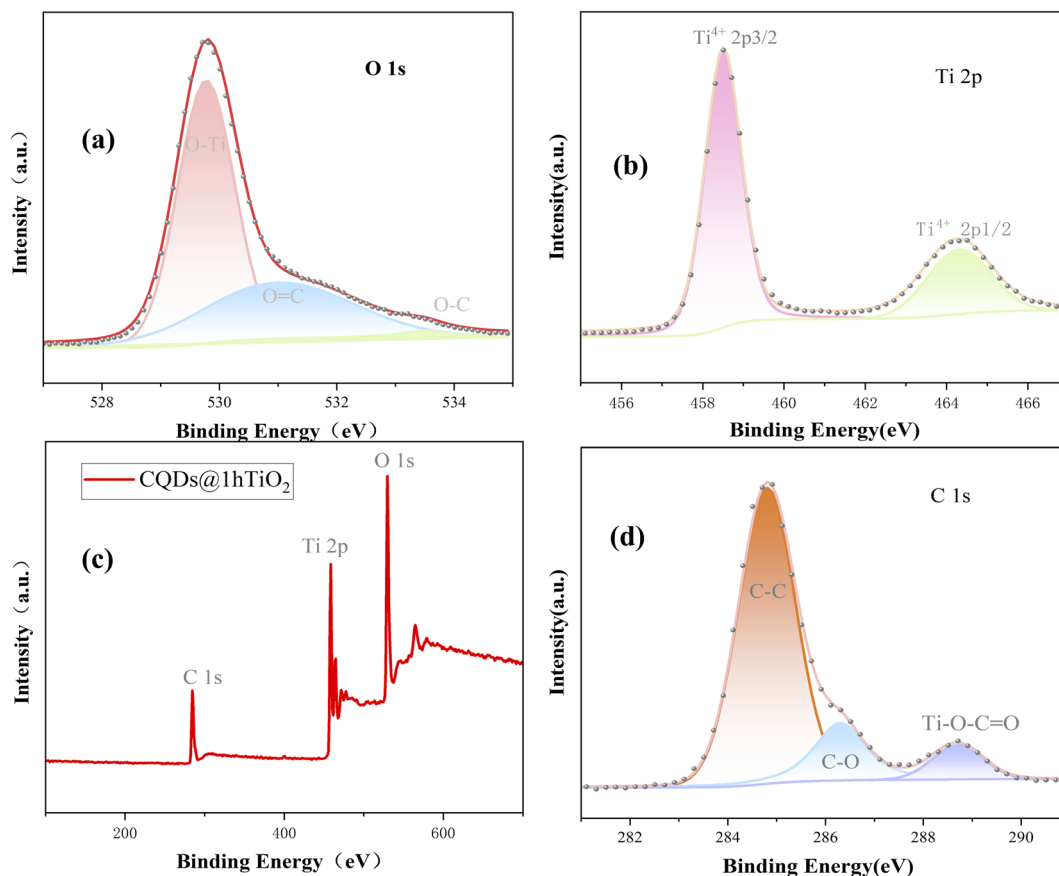 O 1s
(a)
O-Ti
O=C
O-C
Intensity（a.u.）
528 530 532 534
Binding Energy（eV）
Ti⁴⁺ 2p3/2
Ti 2p
(b)
Ti⁴⁺ 2p1/2
Intensity(a.u.)
456 458 460 462 464 466
Binding Energy(eV)
CQDs@1hTiO₂
O 1s
Ti 2p
(c)
C 1s
Intensity（a.u.）
200 400 600
Binding Energy（eV）
C 1s
(d)
C-C
Ti-O-C=O
C-O
Intensity(a.u.)
282 284 286 288 290
Binding Energy(eV)